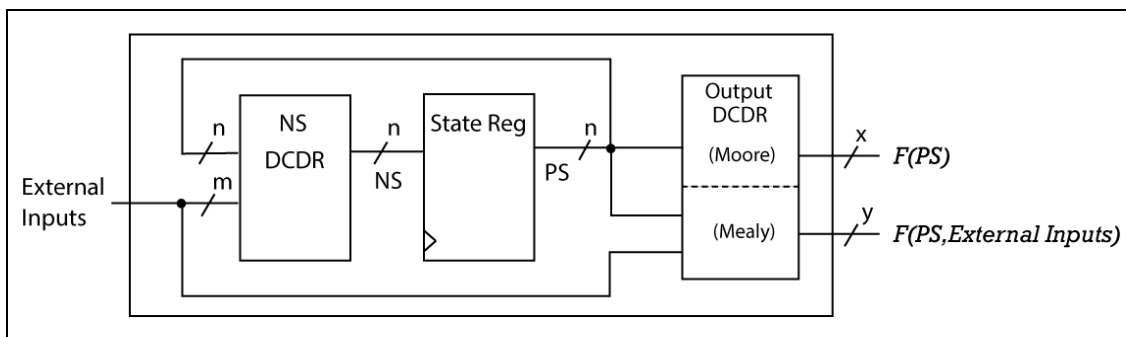 External
Inputs
n
m
NS
DCDR
n
NS
State Reg
n
PS
Output
DCDR
(Moore)
(Mealy)
x
F(PS)
y
F(PS,External Inputs)